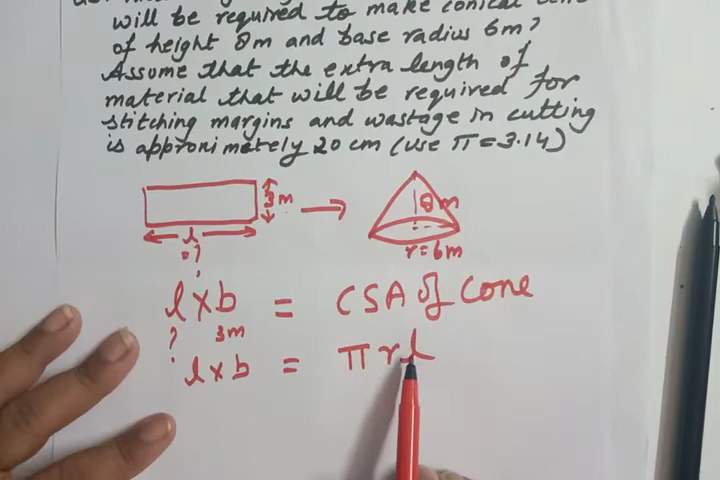 will be required to make conical
of height 8m and base radius 6m?
Assume that the extra length of
material that will be required for
stitching margins and wastage in cutting
is approximately 20 cm (use π = 3.14)
3m
8m
l
= ?
r = 6m
l × b = CSA of Cone
? 3m
l × b = π r l